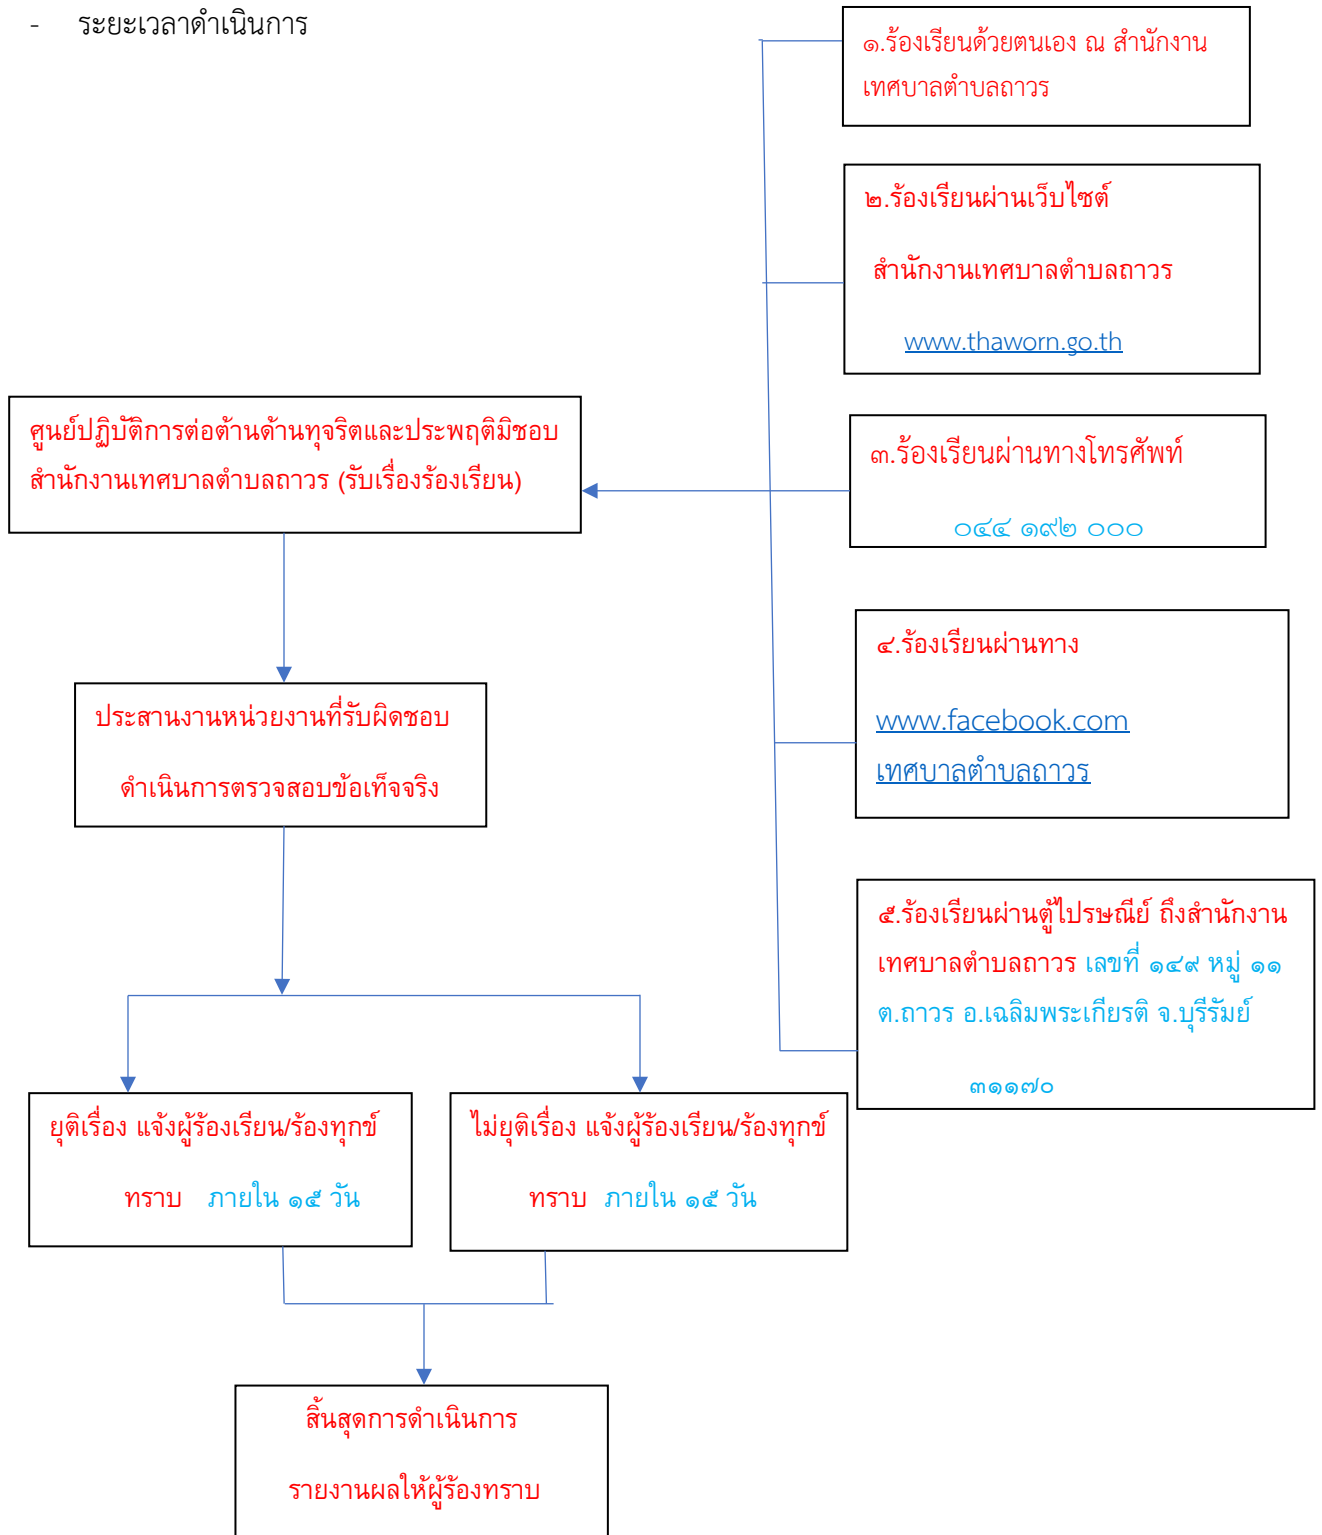 - ระยะเวลาดำเนินการ
๑.ร้องเรียนด้วยตนเอง ณ สำนักงาน
เทศบาลตำบลถาวร
๒.ร้องเรียนผ่านเว็บไซต์
สำนักงานเทศบาลตำบลถาวร
www.thaworn.go.th
ศูนย์ปฏิบัติการต่อต้านด้านทุจริตและประพฤติมิชอบ
สำนักงานเทศบาลตำบลถาวร (รับเรื่องร้องเรียน)
๓.ร้องเรียนผ่านทางโทรศัพท์
๐๔๔ ๑๙๒ ๐๐๐
๔.ร้องเรียนผ่านทาง
www.facebook.com
เทศบาลตำบลถาวร
ประสานงานหน่วยงานที่รับผิดชอบ
ดำเนินการตรวจสอบข้อเท็จจริง
๕.ร้องเรียนผ่านตู้ไปรษณีย์ ถึงสำนักงาน
เทศบาลตำบลถาวร เลขที่ ๑๔๙ หมู่ ๑๑
ต.ถาวร อ.เฉลิมพระเกียรติ จ.บุรีรัมย์
๓๑๑๗๐
ยุติเรื่อง แจ้งผู้ร้องเรียน/ร้องทุกข์
ทราบ ภายใน ๑๕ วัน
ไม่ยุติเรื่อง แจ้งผู้ร้องเรียน/ร้องทุกข์
ทราบ ภายใน ๑๕ วัน
สิ้นสุดการดำเนินการ
รายงานผลให้ผู้ร้องทราบ